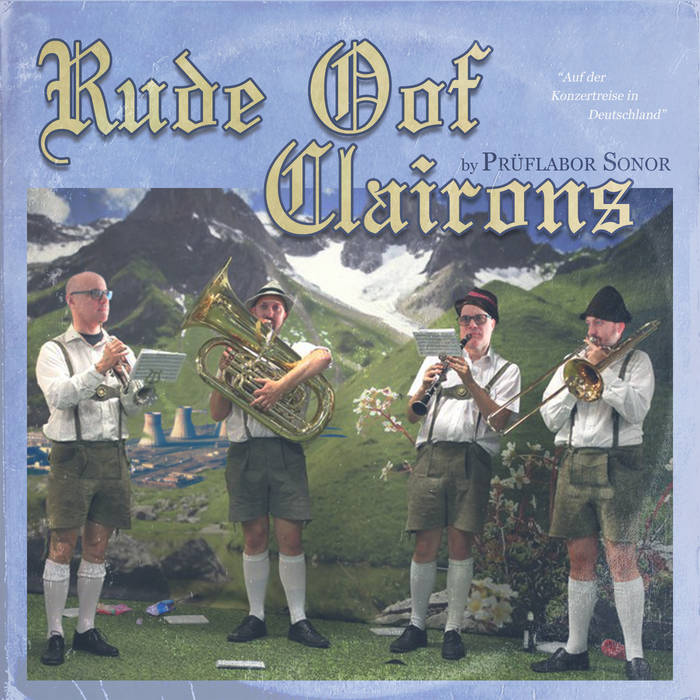 Rude Oof
Clairons
“Auf der
Konzertreise in
Deutschland”
by PRÜFLABOR SONOR